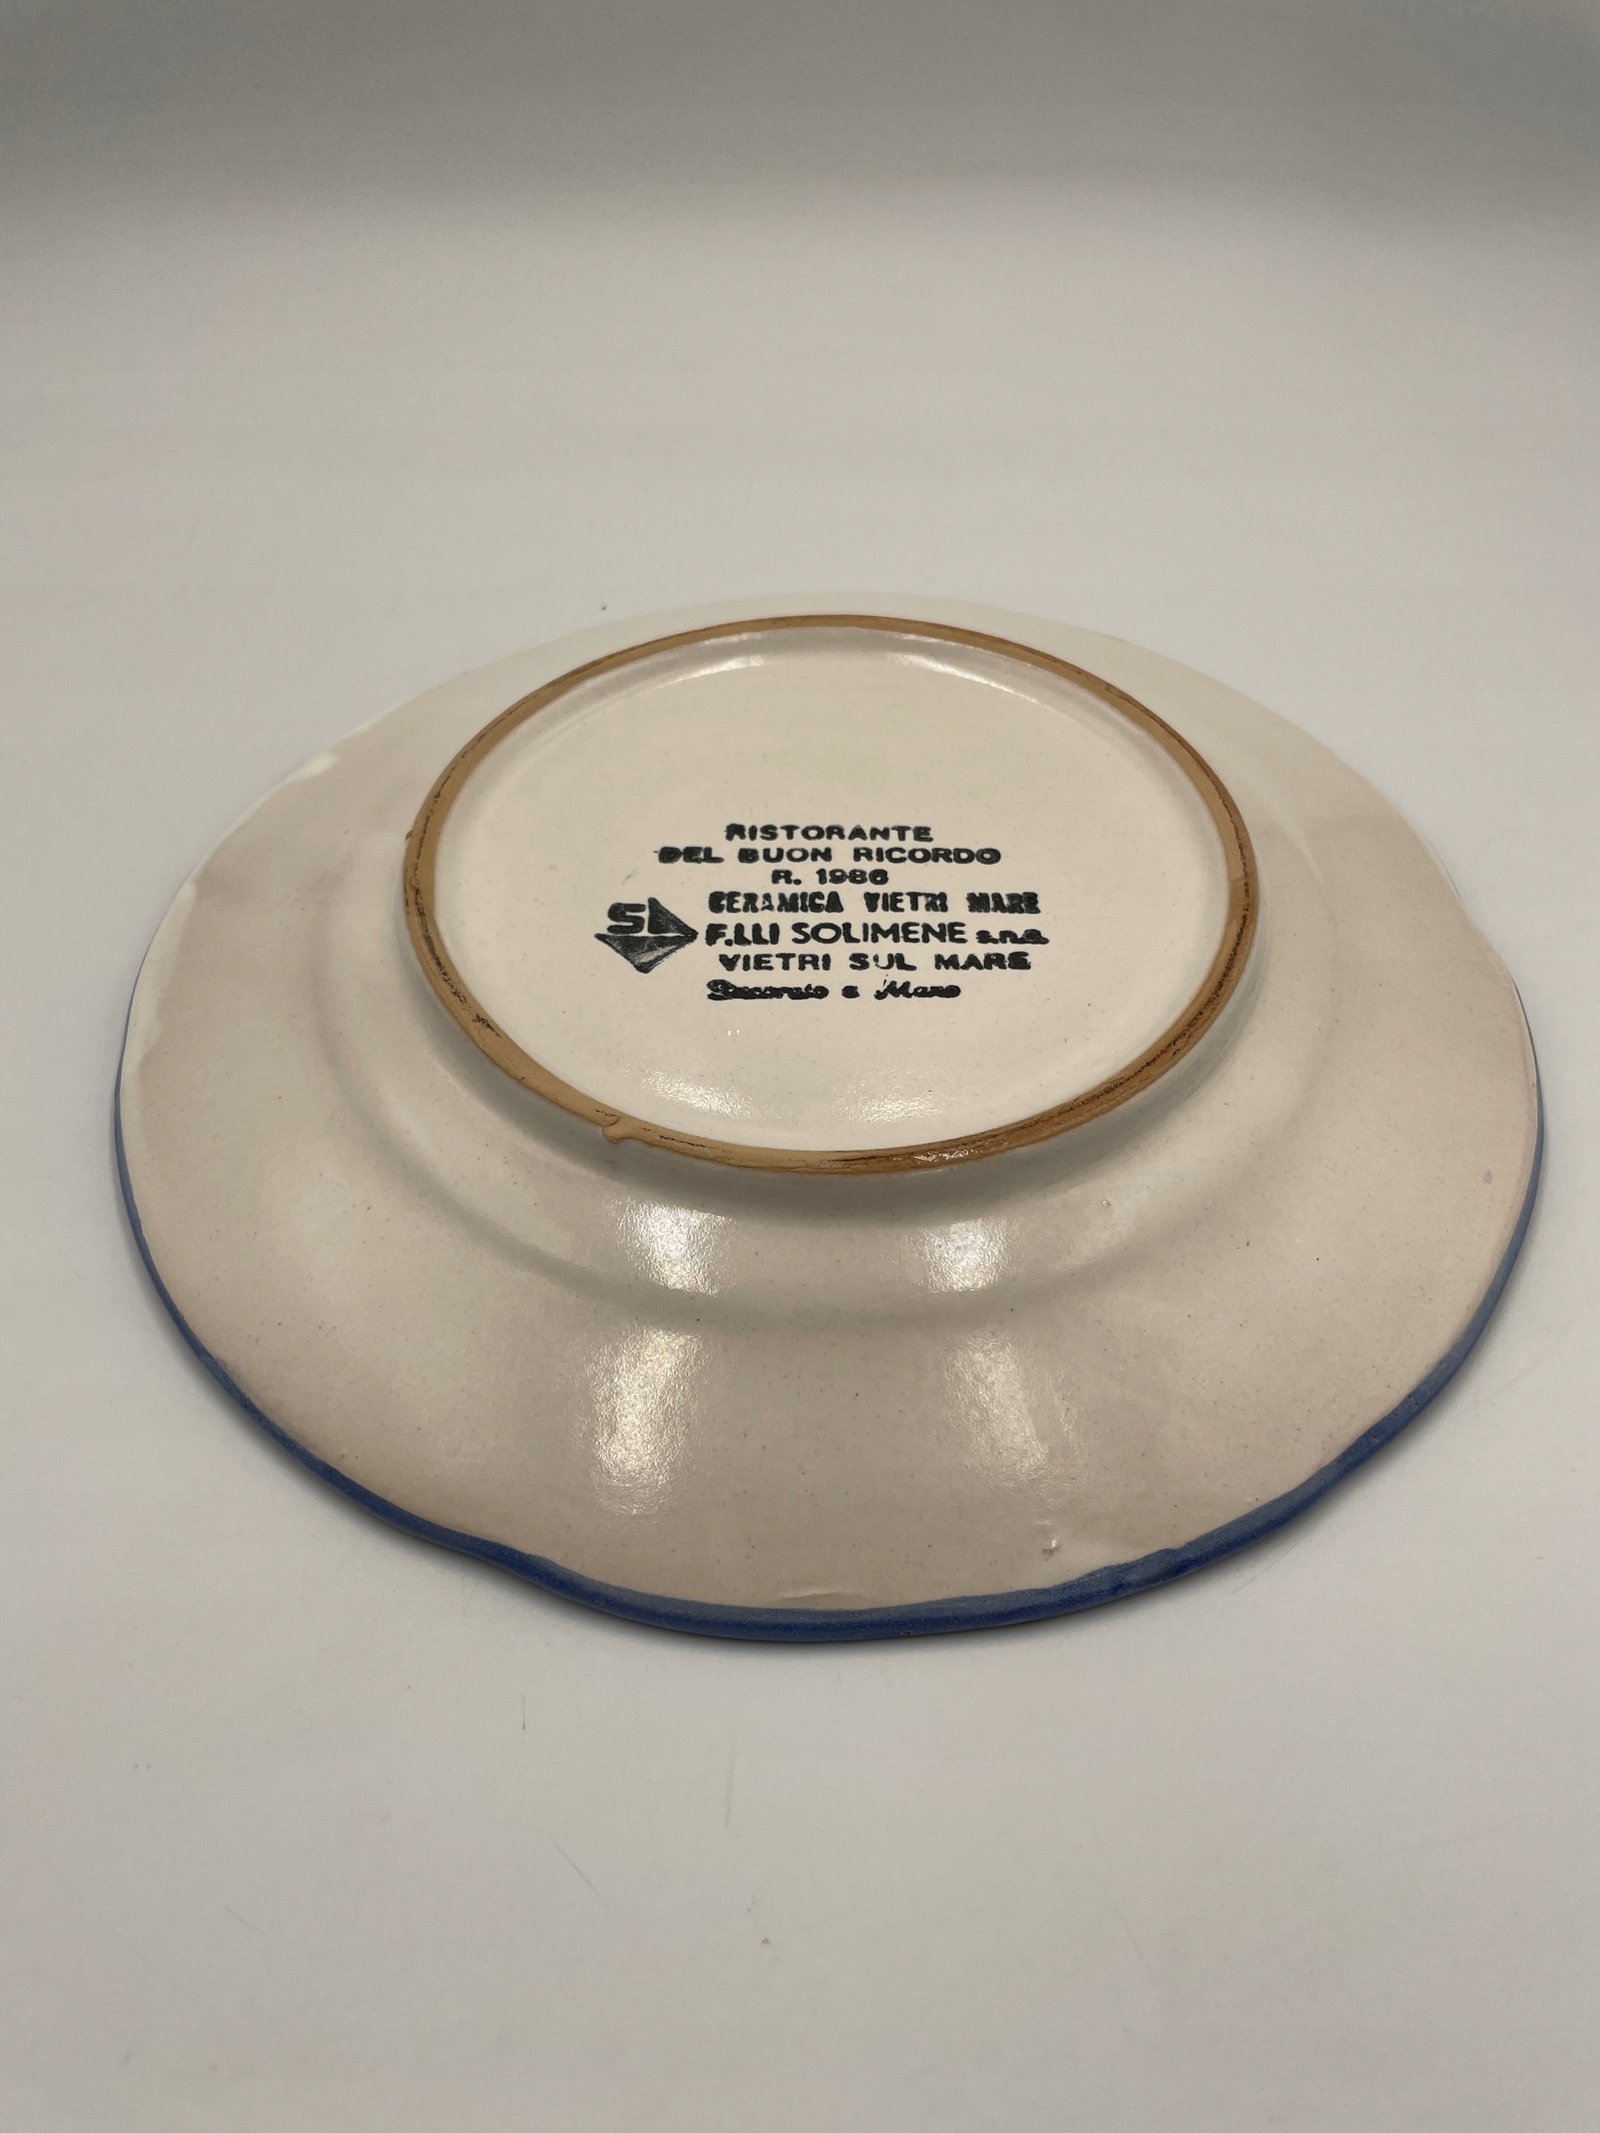 RISTORANTE
DEL BUON RICORDO
R. 1986
CERAMICA VIETRI MARE
SL F.LLI SOLIMENE s.n.c.
VIETRI SUL MARE
Decorato a Mano